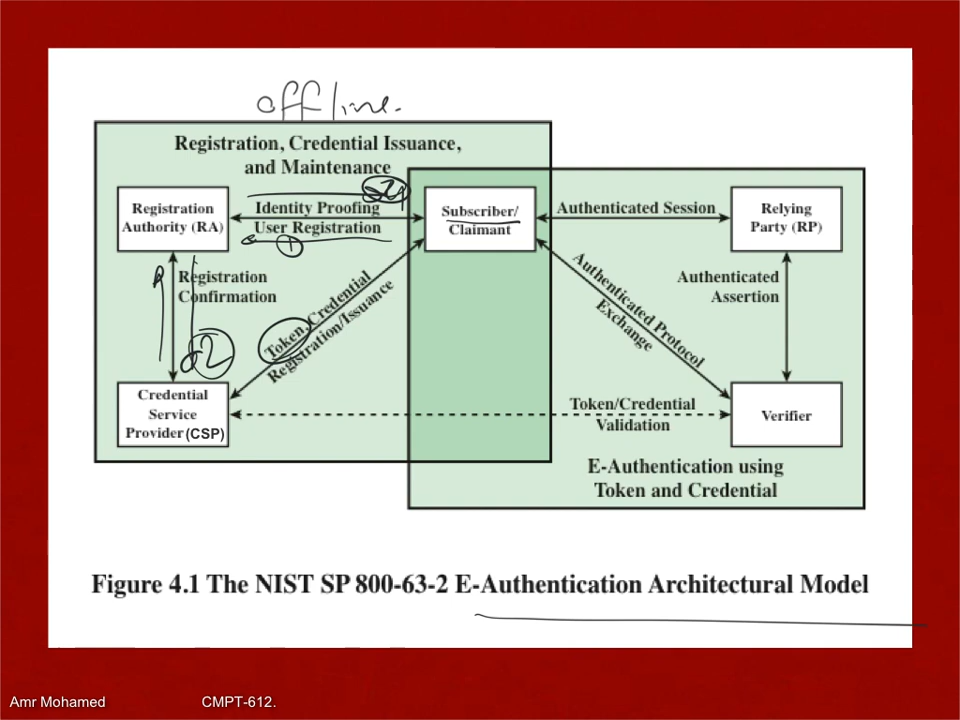 offline.
Registration, Credential Issuance,
and Maintenance
Registration
Authority (RA)
Identity Proofing
User Registration
1
Subscriber/
Claimant
Authenticated Session
Relying
Party (RP)
Registration
Confirmation
2
Token, Credential
Registration/Issuance
Authenticated Protocol
Exchange
Authenticated
Assertion
Credential
Service
Provider (CSP)
Token/Credential
Validation
Verifier
E-Authentication using
Token and Credential
Figure 4.1 The NIST SP 800-63-2 E-Authentication Architectural Model
Amr Mohamed
CMPT-612.